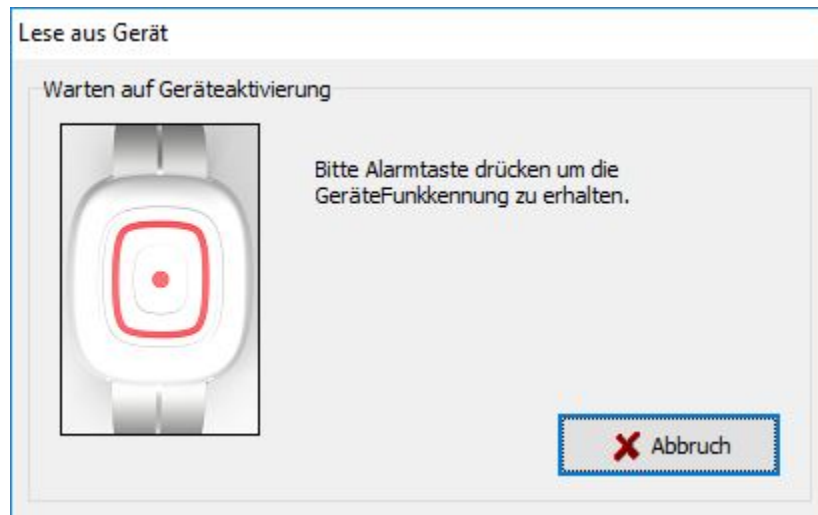 Lese aus Gerät
Warten auf Geräteaktivierung
Bitte Alarmtaste drücken um die
GeräteFunkkennung zu erhalten.
Abbruch